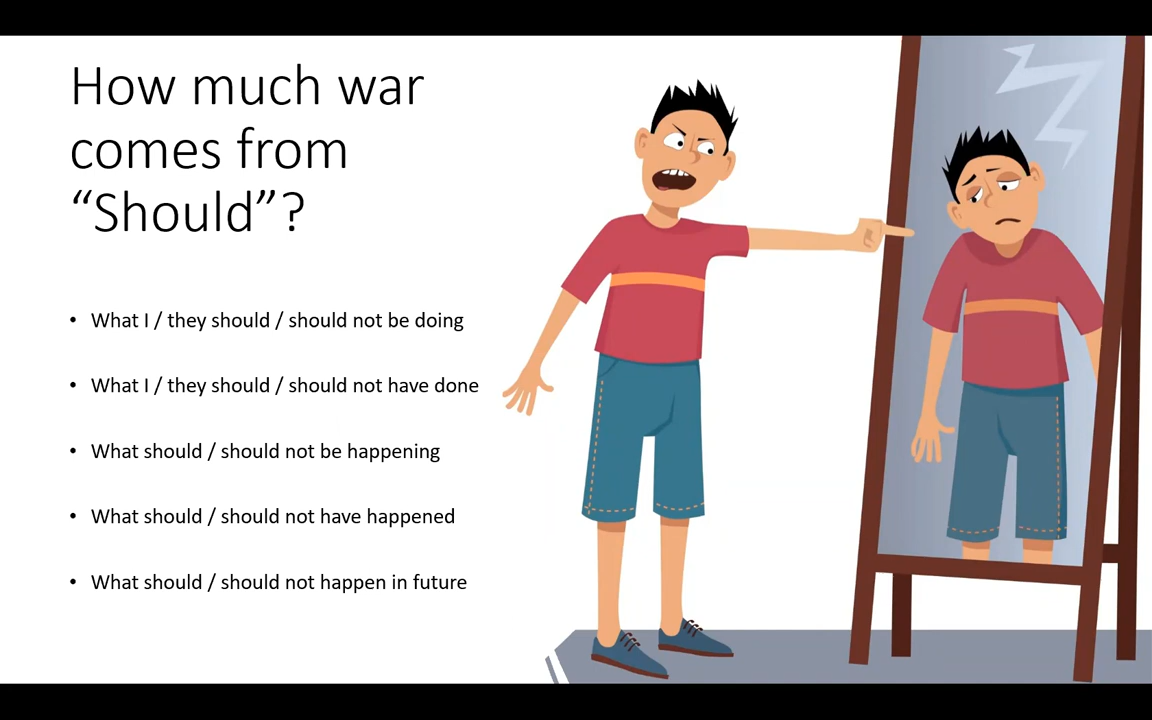 How much war
comes from
“Should”?
• What I / they should / should not be doing
• What I / they should / should not have done
• What should / should not be happening
• What should / should not have happened
• What should / should not happen in future